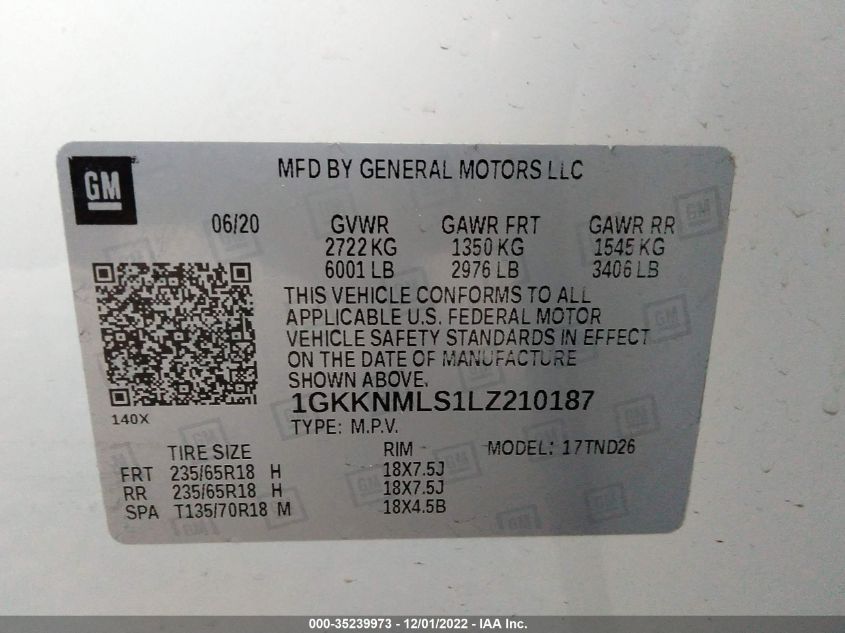 GM
MFD BY GENERAL MOTORS LLC
06/20 GVWR GAWR FRT GAWR RR
2722 KG 1350 KG 1545 KG
6001 LB 2976 LB 3406 LB
THIS VEHICLE CONFORMS TO ALL
APPLICABLE U.S. FEDERAL MOTOR
VEHICLE SAFETY STANDARDS IN EFFECT
ON THE DATE OF MANUFACTURE
SHOWN ABOVE.
1GKKNMLS1LZ210187
140X
TYPE: M.P.V.
TIRE SIZE RIM MODEL: 17TND26
FRT 235/65R18 H 18X7.5J
RR 235/65R18 H 18X7.5J
SPA T135/70R18 M 18X4.5B
000-35239973 - 12/01/2022 - IAA Inc.